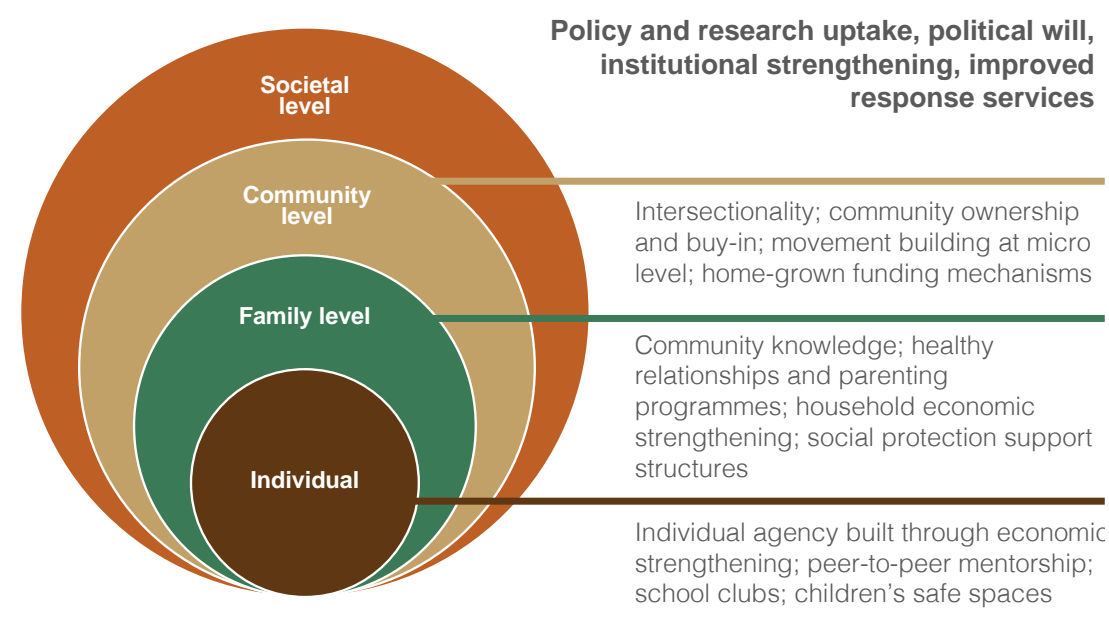 Policy and research uptake, political will,
institutional strengthening, improved
response services
Societal
level
Community
level
Intersectionality; community ownership
and buy-in; movement building at micro
level; home-grown funding mechanisms
Family level
Community knowledge; healthy
relationships and parenting
programmes; household economic
strengthening; social protection support
structures
Individual
Individual agency built through economic
strengthening; peer-to-peer mentorship;
school clubs; children’s safe spaces